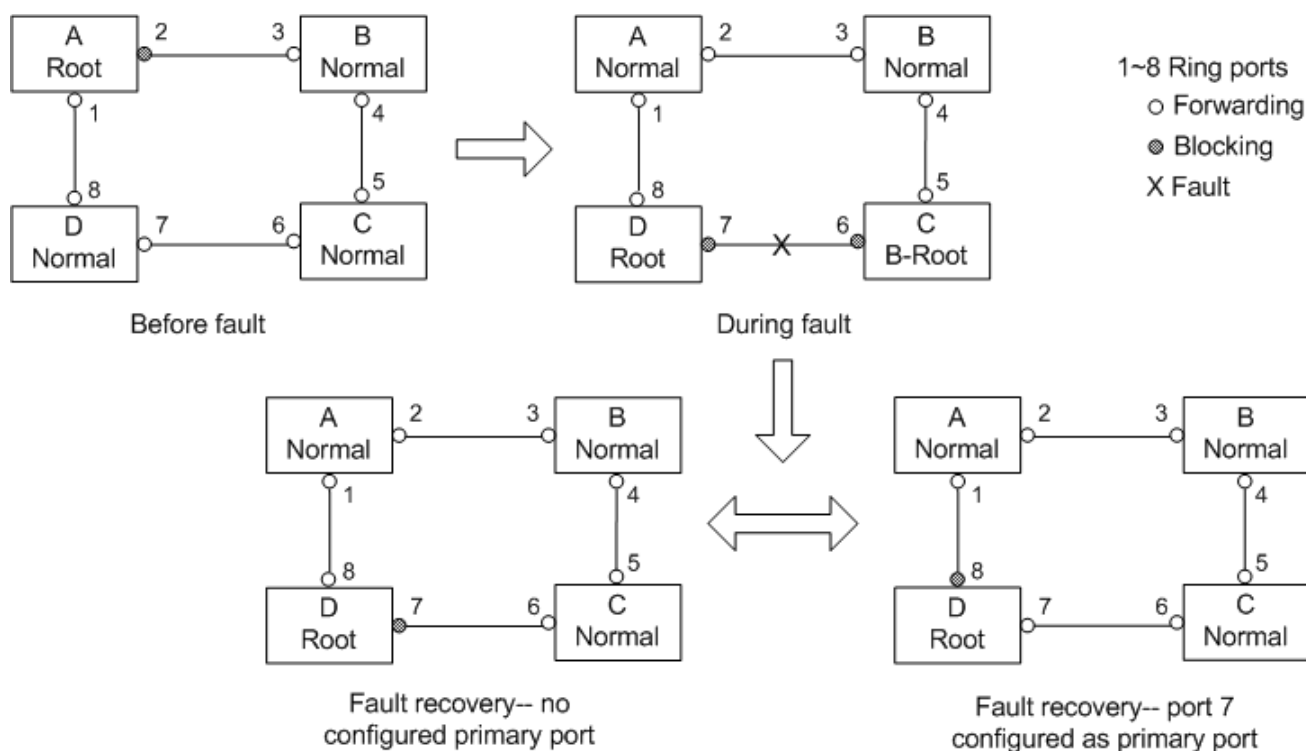 A
Root
2
3
B
Normal
1
4
8
5
D
Normal
7
6
C
Normal
Before fault
A
Normal
2
3
B
Normal
1
4
8
5
D
Root
7
X
6
C
B-Root
During fault
1~8 Ring ports
Forwarding
Blocking
X Fault
A
Normal
2
3
B
Normal
1
4
8
5
D
Root
7
6
C
Normal
Fault recovery-- no
configured primary port
A
Normal
2
3
B
Normal
1
4
8
5
D
Root
7
6
C
Normal
Fault recovery-- port 7
configured as primary port